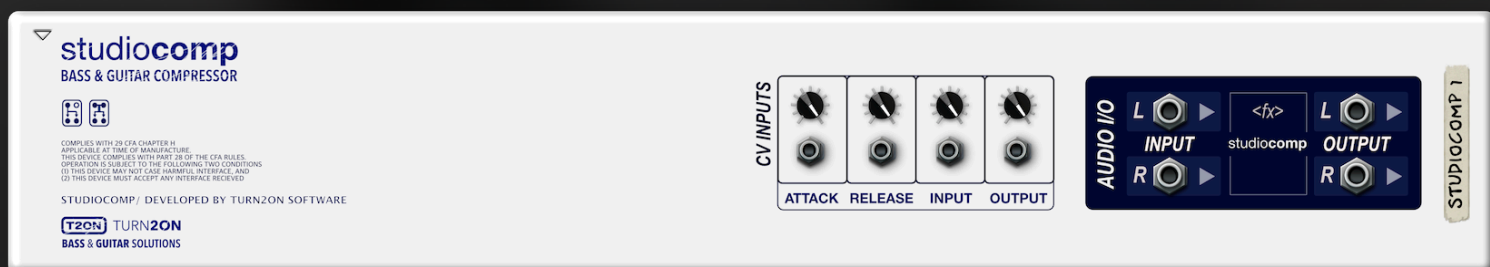 studiocomp
BASS & GUITAR COMPRESSOR
COMPLIES WITH 29 CFA CHAPTER H
APPLICABLE AT TIME OF MANUFACTURE.
THIS DEVICE COMPLIES WITH PART 28 OF THE CFA RULES.
OPERATION IS SUBJECT TO THE FOLLOWING TWO CONDITIONS
(1) THIS DEVICE MAY NOT CASE HARMFUL INTERFACE, AND
(2) THIS DEVICE MUST ACCEPT ANY INTERFACE RECIEVED
STUDIOCOMP/ DEVELOPED BY TURN2ON SOFTWARE
T2ON TURN2ON
BASS & GUITAR SOLUTIONS
CV INPUTS
ATTACK RELEASE INPUT OUTPUT
AUDIO I/O
L <fx> L
INPUT studiocomp OUTPUT
R R
STUDIOCOMP 1